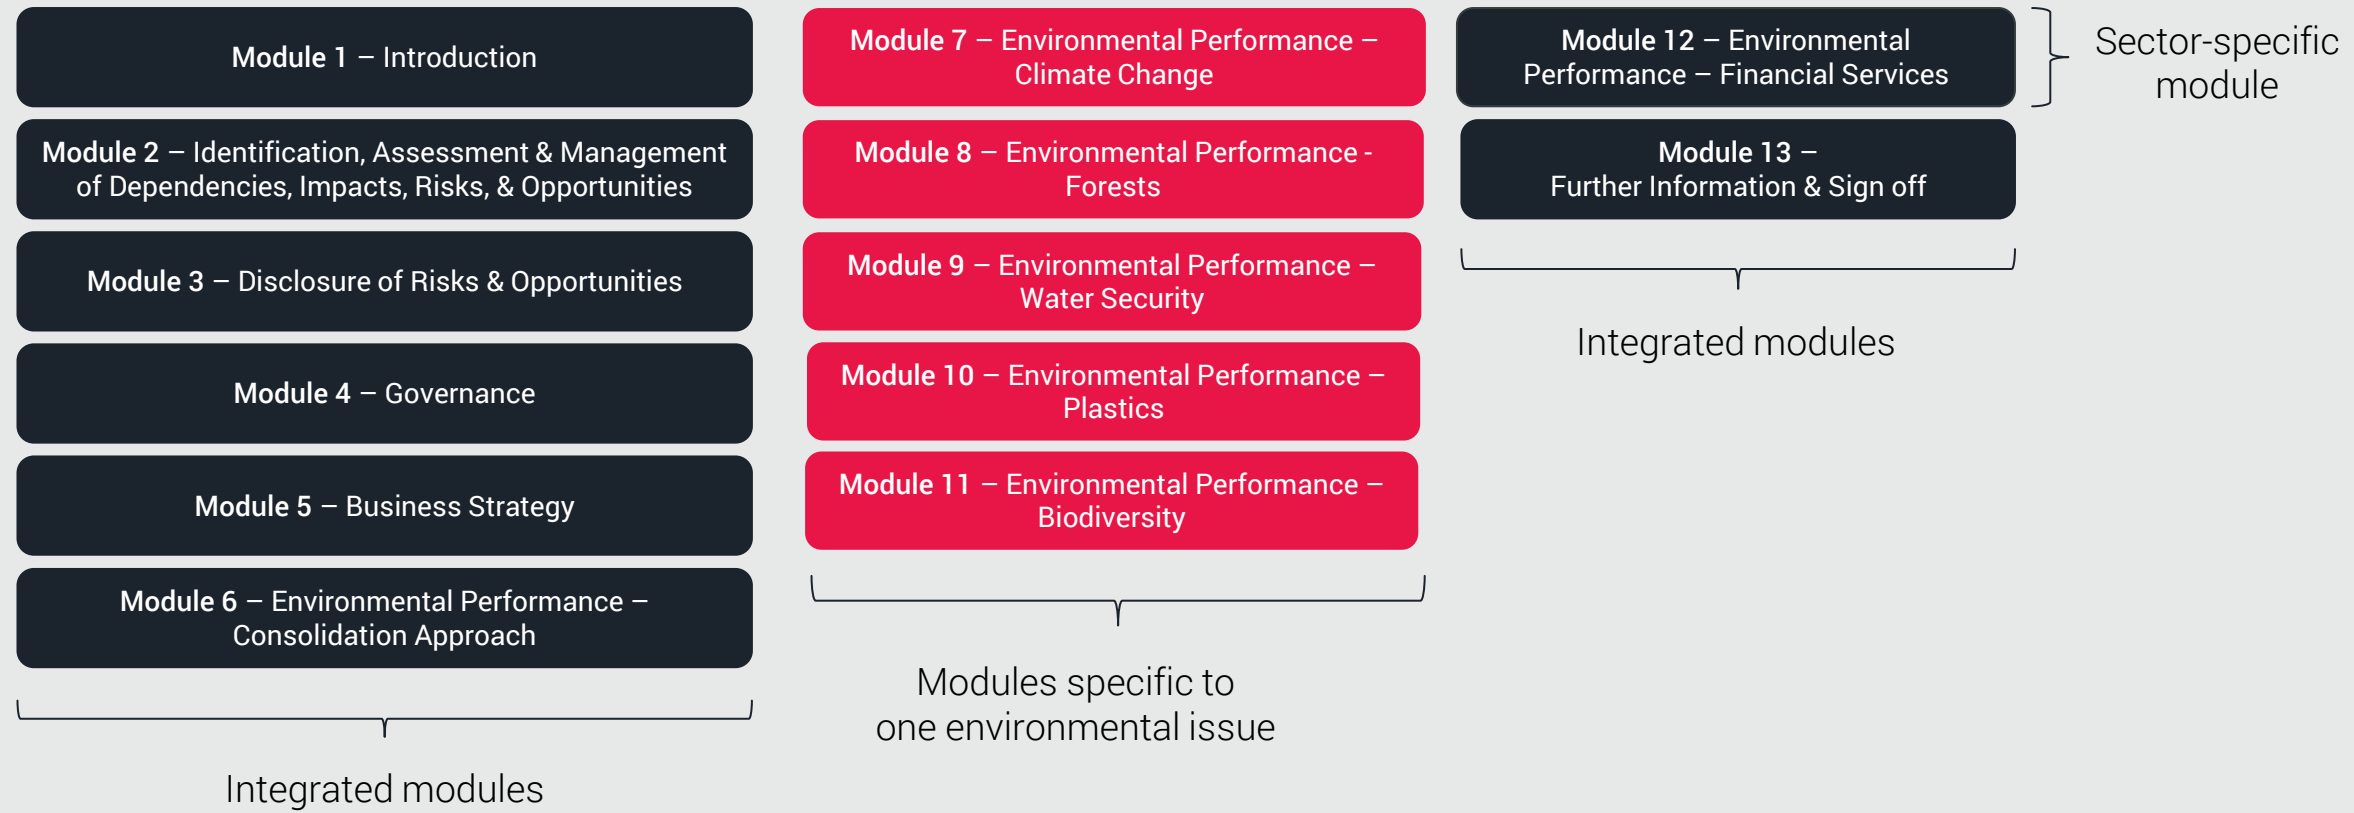 Module 1 – Introduction
Module 2 – Identification, Assessment & Management
of Dependencies, Impacts, Risks, & Opportunities
Module 3 – Disclosure of Risks & Opportunities
Module 4 – Governance
Module 5 – Business Strategy
Module 6 – Environmental Performance –
Consolidation Approach
Integrated modules
Module 7 – Environmental Performance –
Climate Change
Module 8 – Environmental Performance -
Forests
Module 9 – Environmental Performance –
Water Security
Module 10 – Environmental Performance –
Plastics
Module 11 – Environmental Performance –
Biodiversity
Modules specific to
one environmental issue
Module 12 – Environmental
Performance – Financial Services
Module 13 –
Further Information & Sign off
Integrated modules
Sector-specific
module